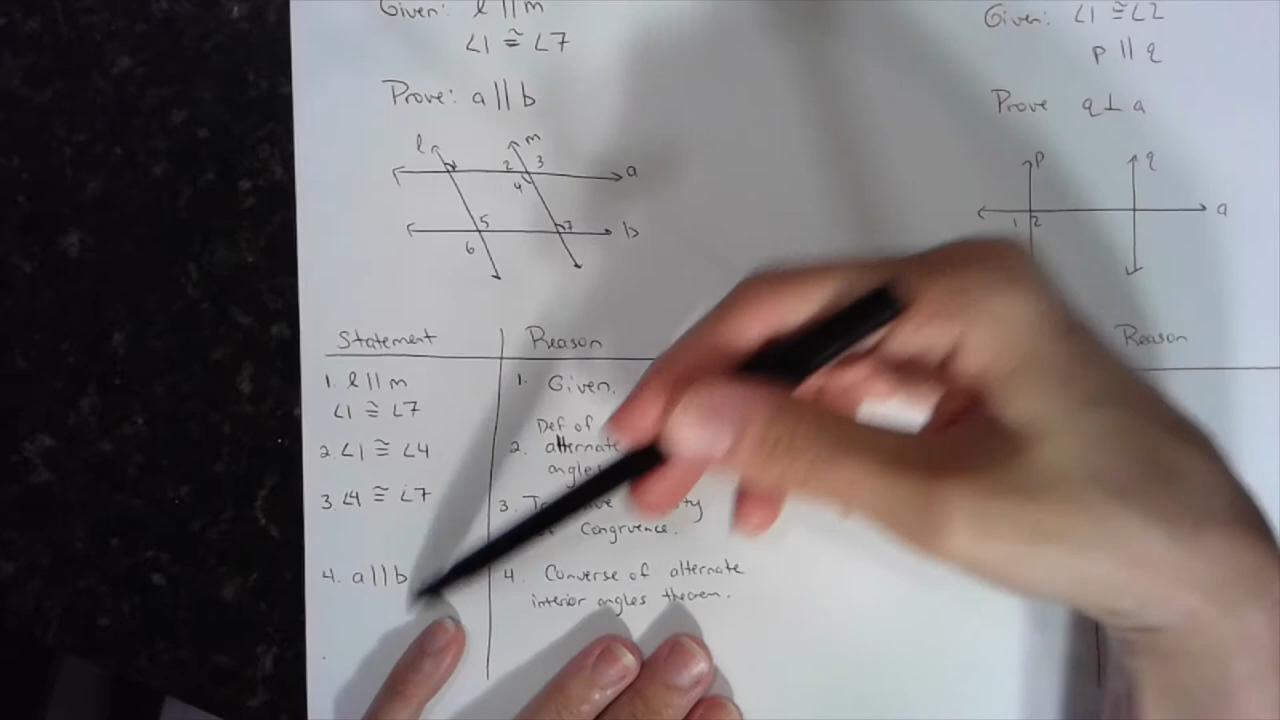 Given: l || m
∠1 ≅ ∠7
Prove: a || b
l
m
2 3
a
4
5
7
b
6
Statement Reason
1. l || m
∠1 ≅ ∠7
1. Given.
2. ∠1 ≅ ∠4
Def of
2. alternate
angles
3. ∠4 ≅ ∠7
3.
Congruence.
4. a || b
4. Converse of alternate
interior angles theorem.
Given: ∠1 ≅ ∠2
p || q
Prove q ⊥ a
p
q
a
1 2
Reason